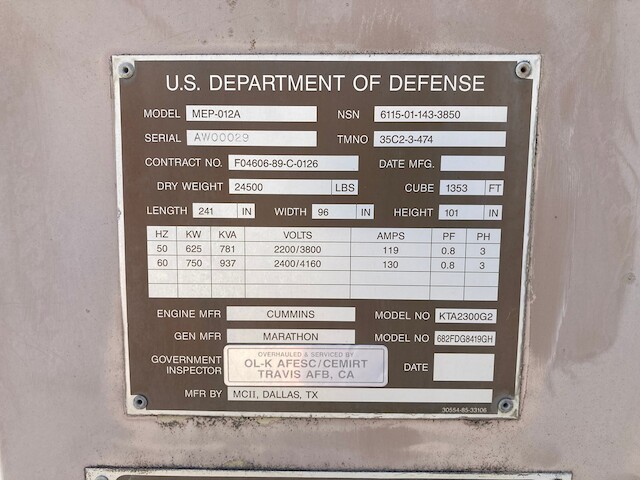 U.S. DEPARTMENT OF DEFENSE
MODEL MEP-012A NSN 6115-01-143-3850
SERIAL AW00029 TMNO 35C2-3-474
CONTRACT NO. F04606-89-C-0126 DATE MFG.
DRY WEIGHT 24500 LBS CUBE 1353 FT
LENGTH 241 IN WIDTH 96 IN HEIGHT 101 IN
HZ KW KVA VOLTS AMPS PF PH
50 625 781 2200/3800 119 0.8 3
60 750 937 2400/4160 130 0.8 3
ENGINE MFR CUMMINS MODEL NO KTA2300G2
GEN MFR MARATHON MODEL NO 682FDG8419GH
GOVERNMENT INSPECTOR OVERHAULED & SERVICED BY
OL-K AFESC/CEMIRT
TRAVIS AFB, CA
DATE
MFR BY MCII, DALLAS, TX
30554-85-33106